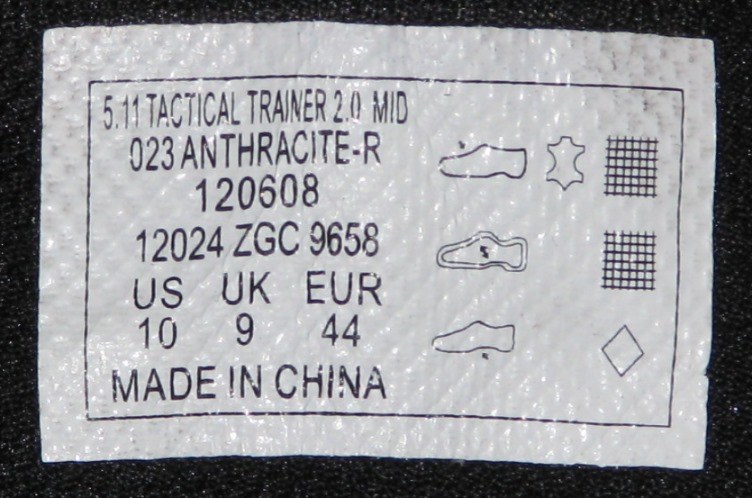 5.11 TACTICAL TRAINER 2.0 MID
023 ANTHRACITE-R
120608
12024 ZGC 9658
US UK EUR
10 9 44
MADE IN CHINA